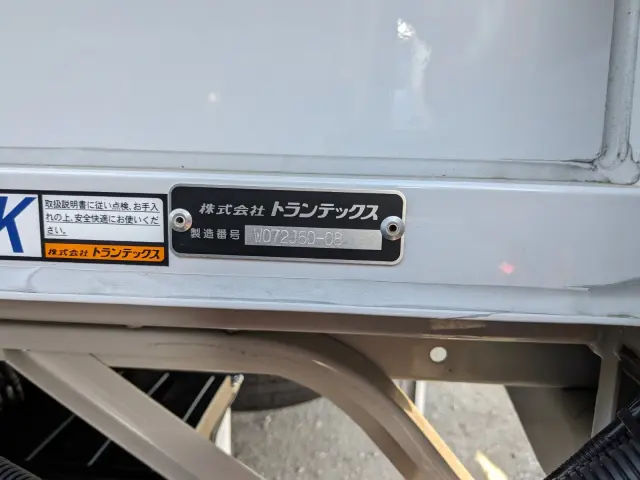 K
取扱説明書に従い点検、お手入
れの上、安全快適にお使いくだ
さい。
株式会社 トランテックス
株式会社 トランテックス
製造番号 W072J60-08